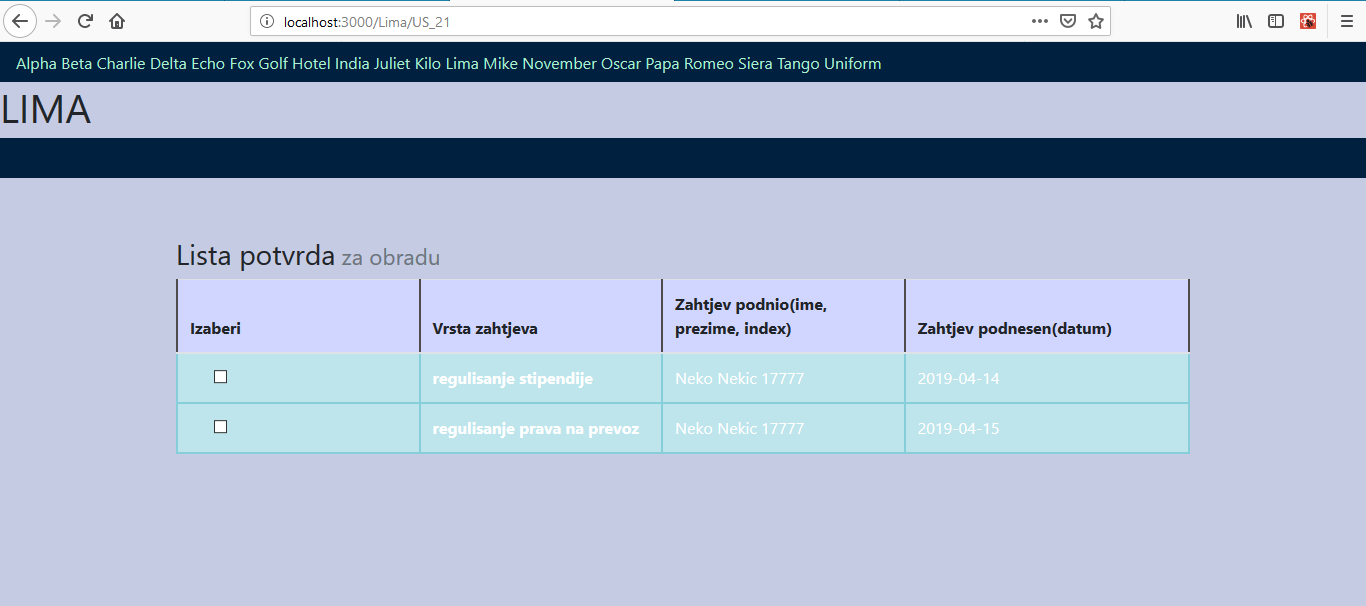 localhost:3000/Lima/US_21
Alpha Beta Charlie Delta Echo Fox Golf Hotel India Juliet Kilo Lima Mike November Oscar Papa Romeo Siera Tango Uniform
LIMA
Lista potvrda za obradu
Izaberi
Vrsta zahtjeva
Zahtjev podnio(ime,
prezime, index)
Zahtjev podnesen(datum)
regulisanje stipendije
Neko Nekic 17777
2019-04-14
regulisanje prava na prevoz
Neko Nekic 17777
2019-04-15